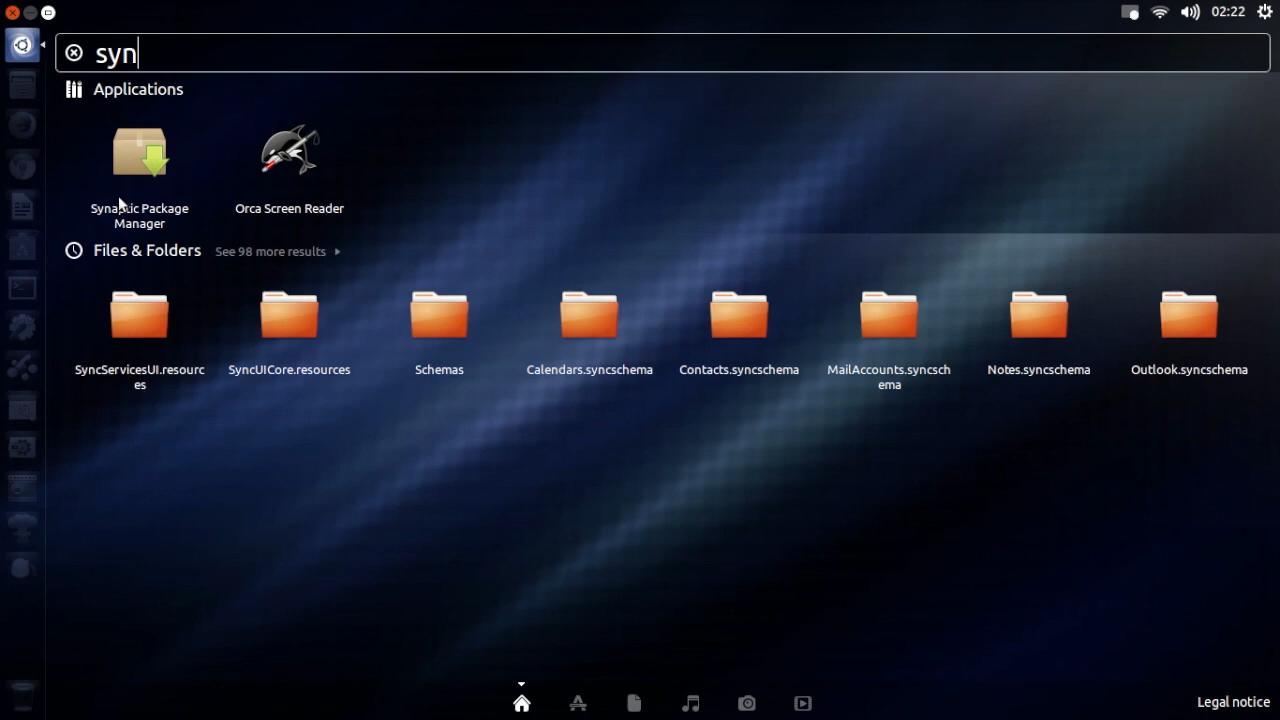 02:22
syn
Applications
Synaptic Package
Manager
Orca Screen Reader
Files & Folders See 98 more results
SyncServicesUI.resourc
es
SyncUICore.resources
Schemas
Calendars.syncschema
Contacts.syncschema
MailAccounts.syncsch
ema
Notes.syncschema
Outlook.syncschema
Legal notice